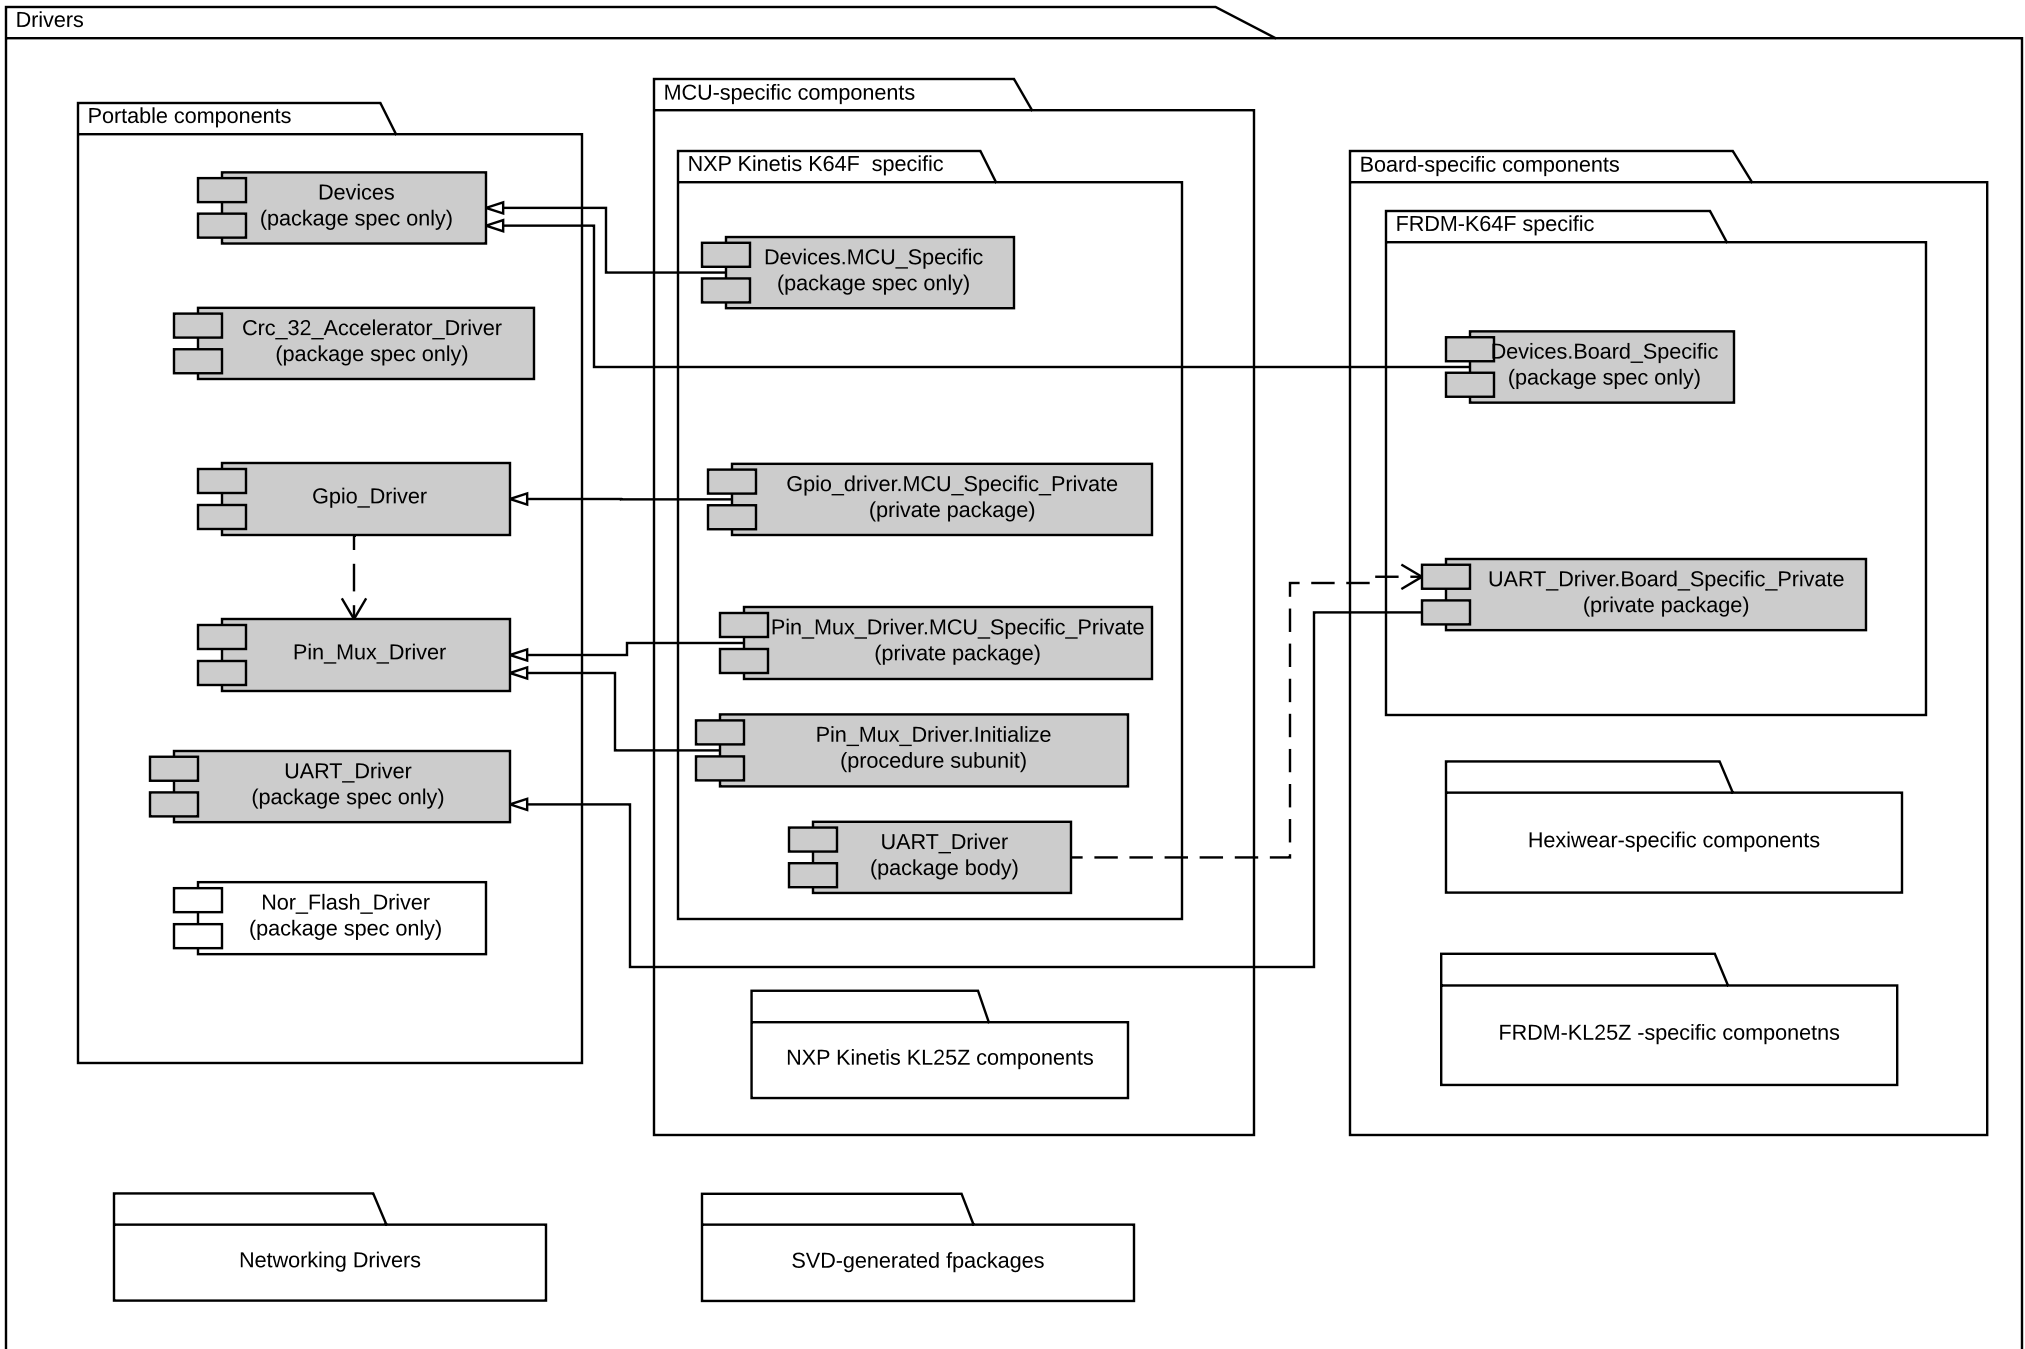 Drivers
Portable components
Devices
(package spec only)
Crc_32_Accelerator_Driver
(package spec only)
Gpio_Driver
Pin_Mux_Driver
UART_Driver
(package spec only)
Nor_Flash_Driver
(package spec only)
MCU-specific components
NXP Kinetis K64F  specific
Devices.MCU_Specific
(package spec only)
Gpio_driver.MCU_Specific_Private
(private package)
Pin_Mux_Driver.MCU_Specific_Private
(private package)
Pin_Mux_Driver.Initialize
(procedure subunit)
UART_Driver
(package body)
NXP Kinetis KL25Z components
Board-specific components
FRDM-K64F specific
Devices.Board_Specific
(package spec only)
UART_Driver.Board_Specific_Private
(private package)
Hexiwear-specific components
FRDM-KL25Z -specific componetns
Networking Drivers
SVD-generated fpackages